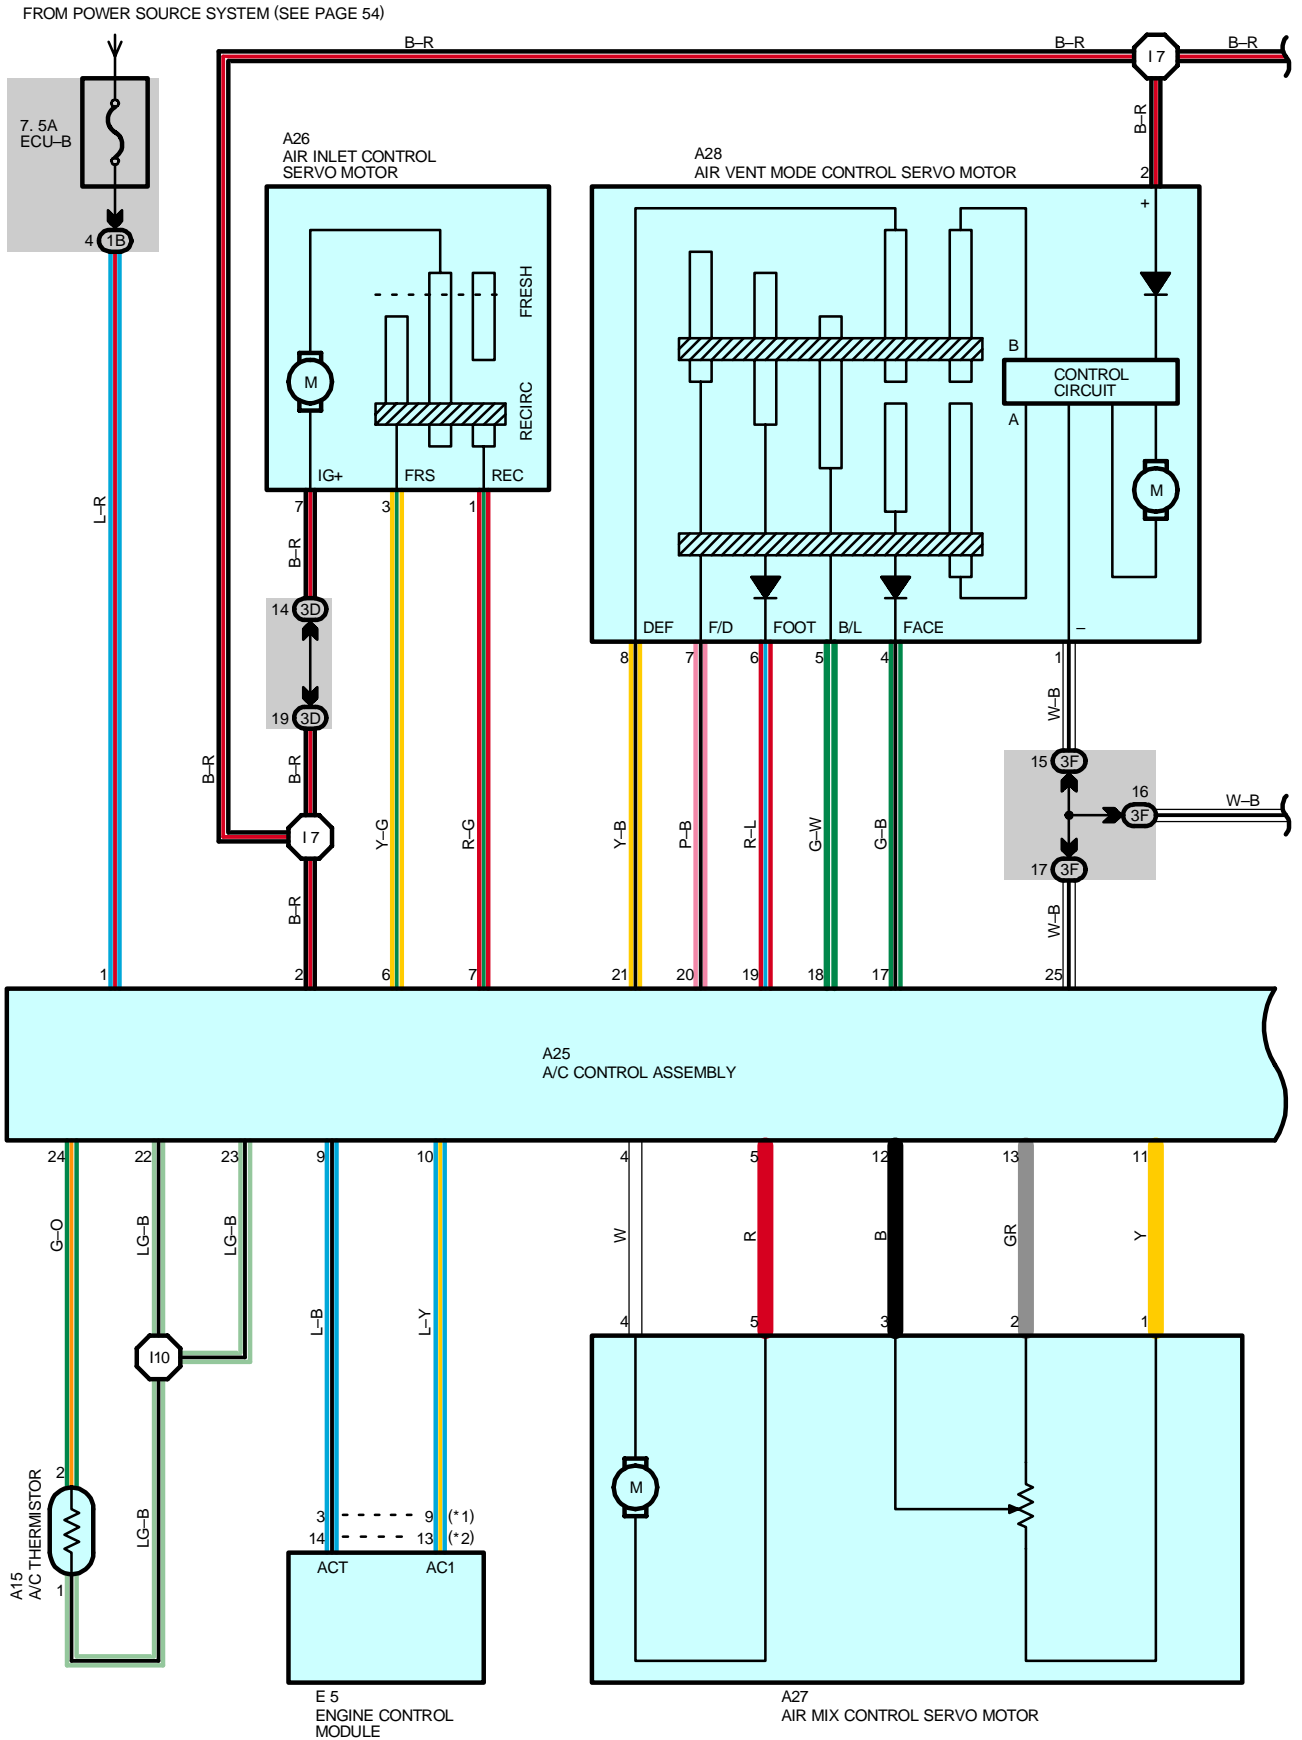 FROM POWER SOURCE SYSTEM (SEE PAGE 54)
B–R
B–R
I 7
B–R
7. 5A
ECU–B
4
1B
L–R
A26
AIR INLET CONTROL
SERVO MOTOR
FRESH
RECIRC
M
IG+
FRS
REC
7
3
1
B–R
14
3D
19
3D
B–R
B–R
I 7
B–R
Y–G
R–G
A28
AIR VENT MODE CONTROL SERVO MOTOR
B–R
2
+
B
CONTROL
CIRCUIT
A
M
DEF
F/D
FOOT
B/L
FACE
–
8
7
6
5
4
1
Y–B
P–B
R–L
G–W
G–B
W–B
15
3F
16
3F
W–B
17
3F
W–B
1
2
6
7
21
20
19
18
17
25
A25
A/C CONTROL ASSEMBLY
24
22
23
9
10
4
5
12
13
11
G–O
LG–B
LG–B
L–B
L–Y
W
R
B
GR
Y
4
5
3
2
1
I10
LG–B
2
1
A15
A/C THERMISTOR
3
9
(*1)
14
13
(*2)
ACT
AC1
E 5
ENGINE CONTROL
MODULE
M
A27
AIR MIX CONTROL SERVO MOTOR